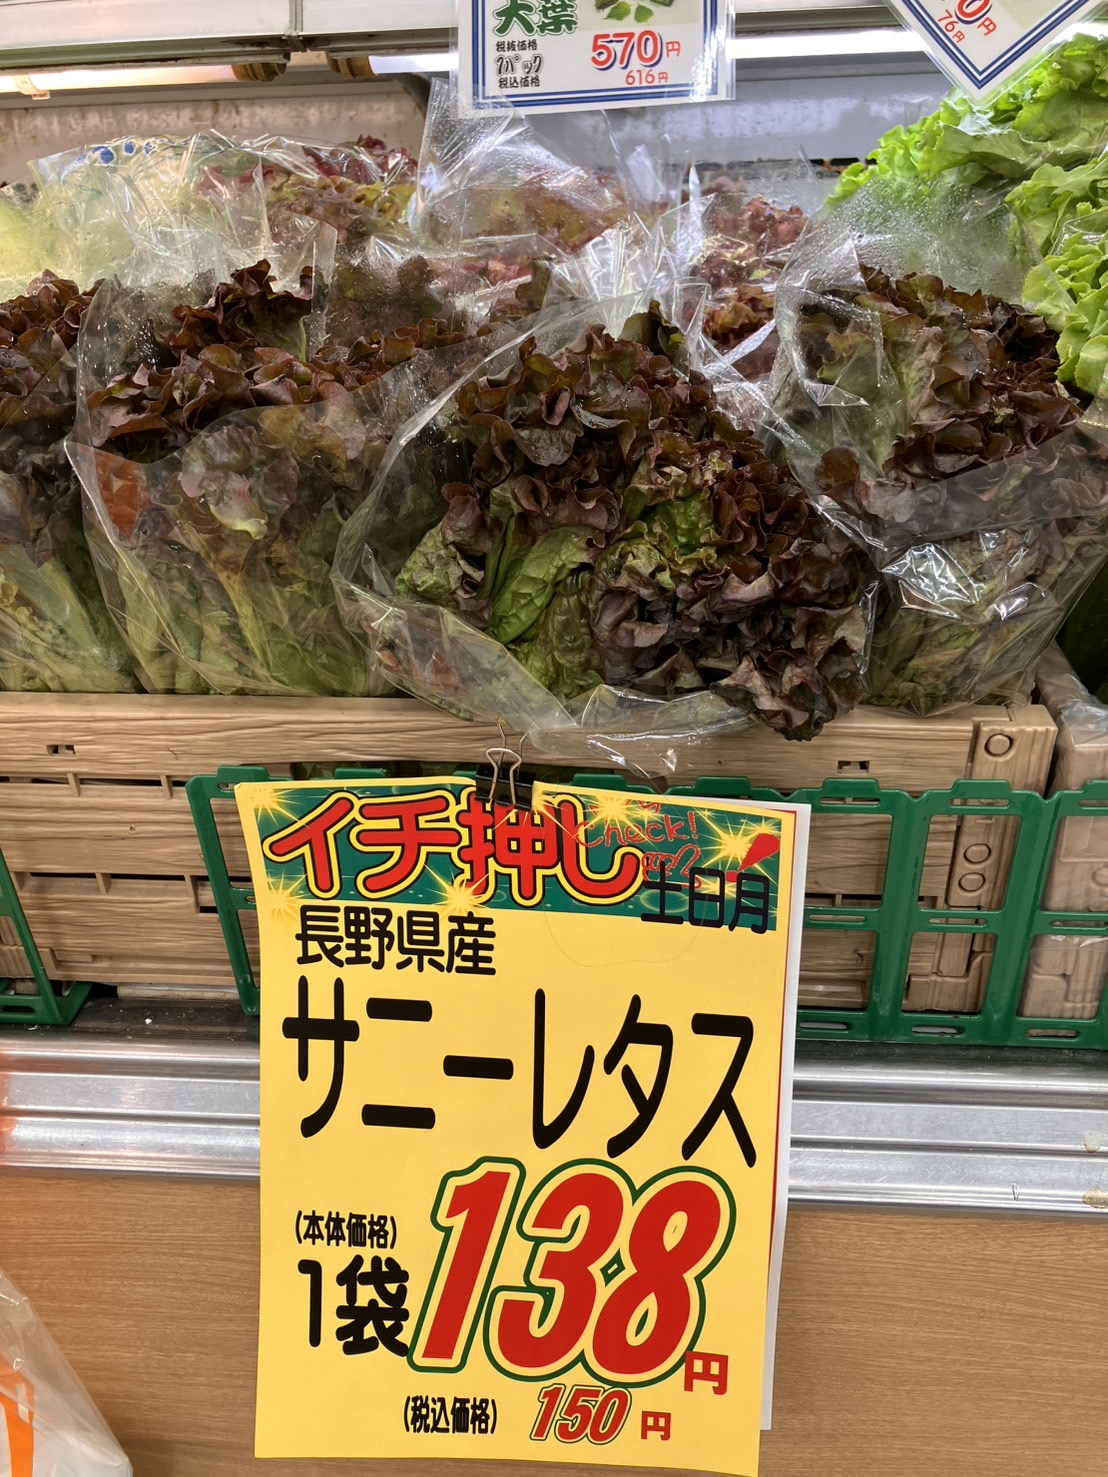 大葉
税抜価格
1パック
税込価格
570円
616円
0円
76円
イチ押し
check!
土日月
長野県産
サニーレタス
(本体価格)
1袋
138円
(税込価格)
150円